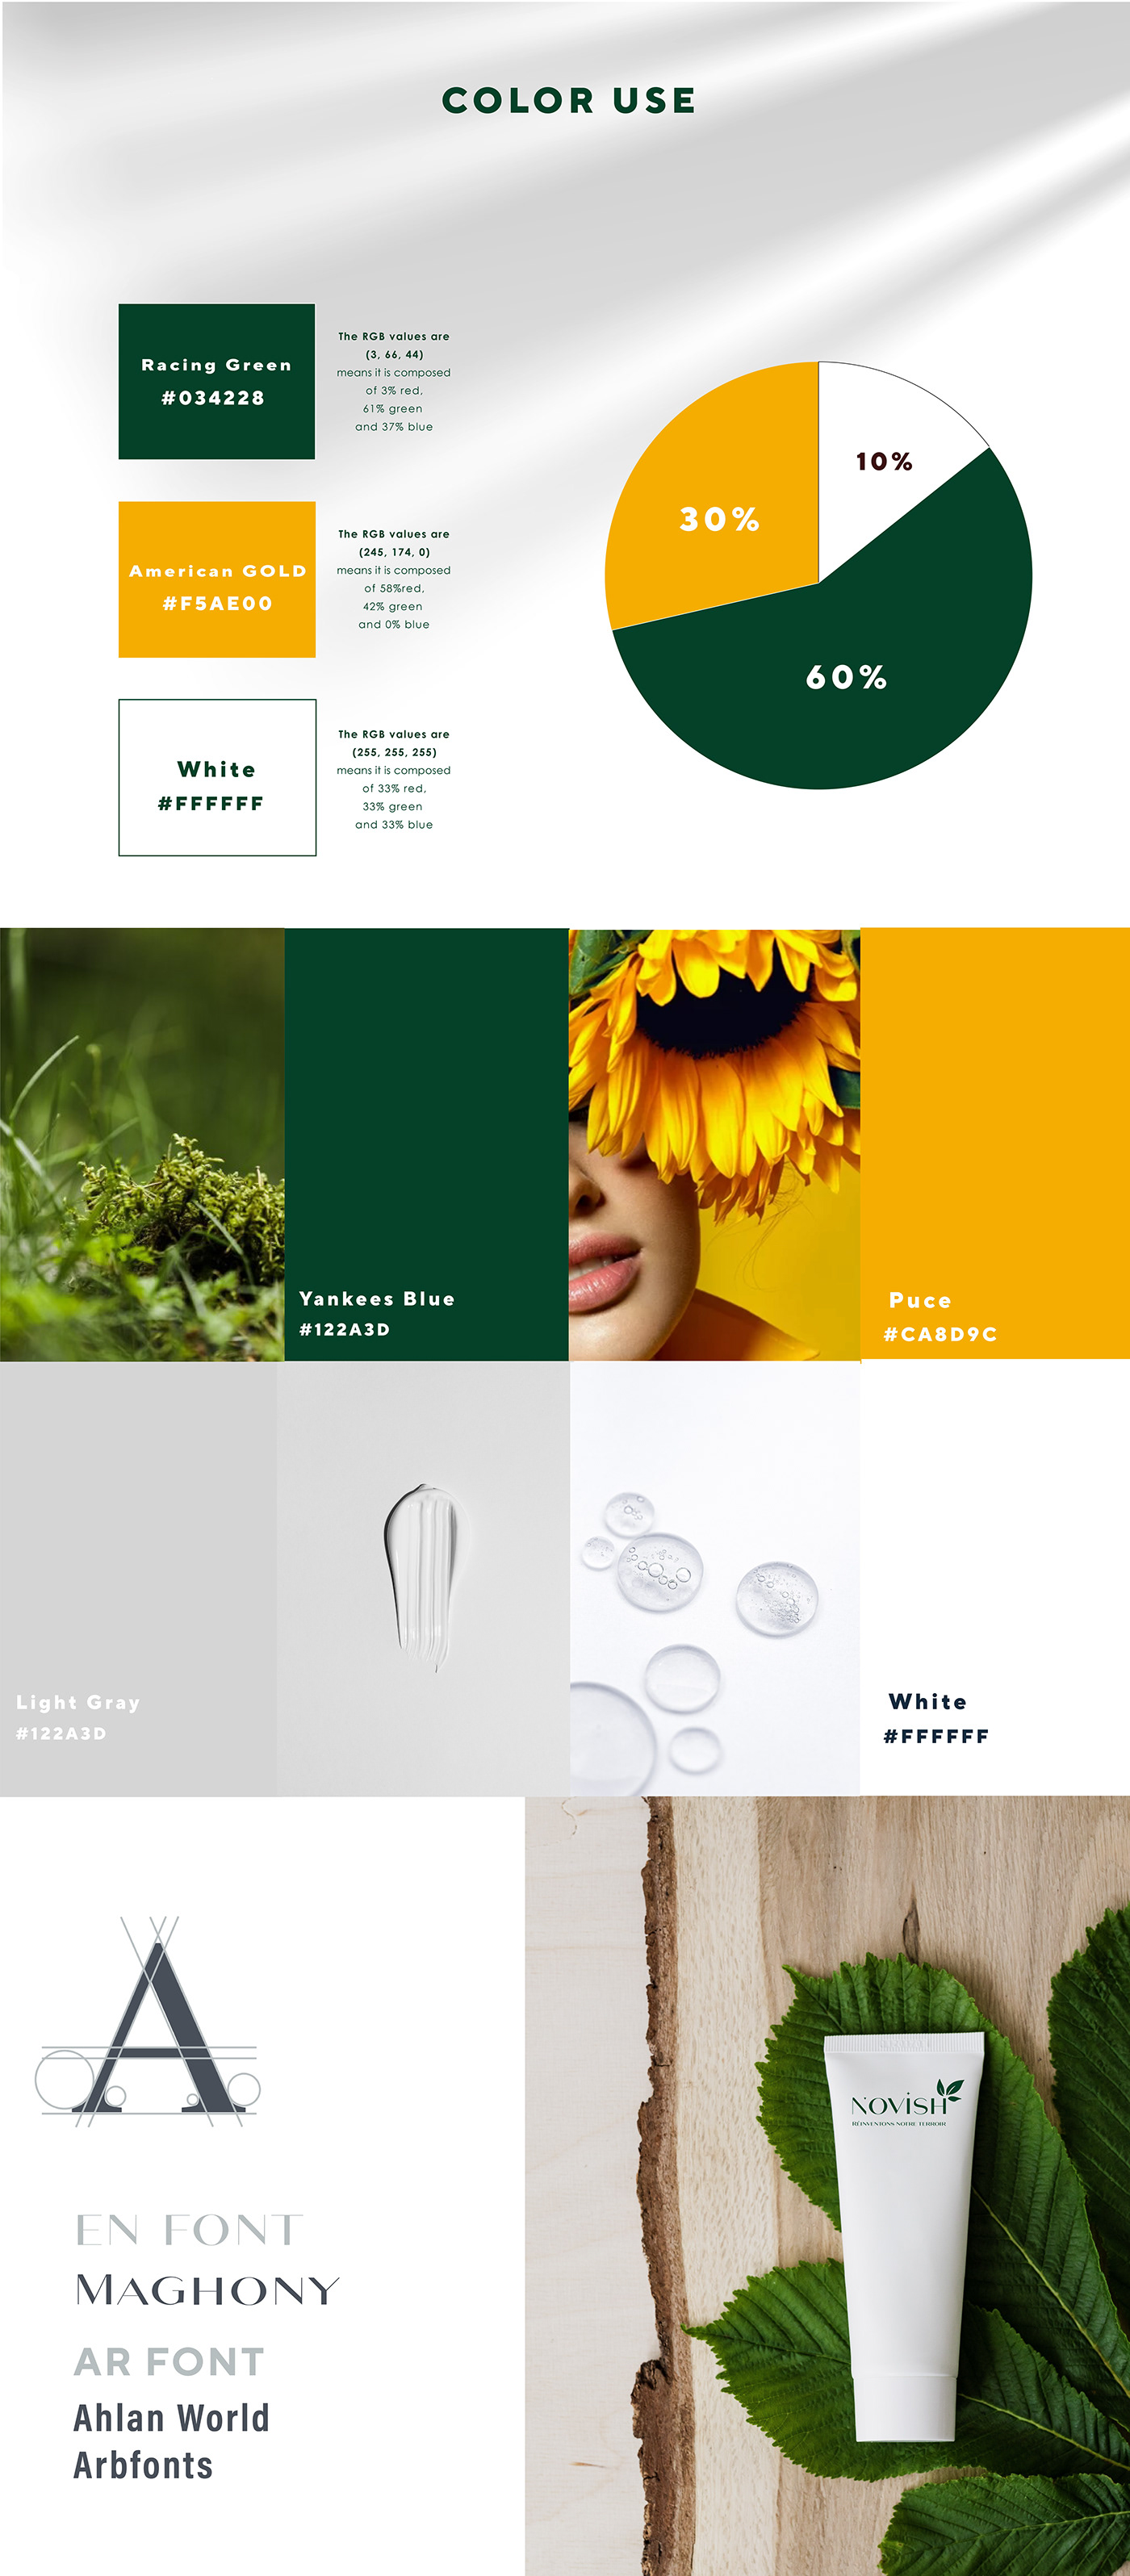 COLOR USE
Racing Green
#034228
The RGB values are
(3, 66, 44)
means it is composed
of 3% red,
61% green
and 37% blue
American GOLD
#F5AE00
The RGB values are
(245, 174, 0)
means it is composed
of 58%red,
42% green
and 0% blue
White
#FFFFFF
The RGB values are
(255, 255, 255)
means it is composed
of 33% red,
33% green
and 33% blue
10%
30%
60%
Yankees Blue
#122A3D
Puce
#CA8D9C
Light Gray
#122A3D
White
#FFFFFF
A
EN FONT
MAGHONY
AR FONT
Ahlan World
Arbfonts
NOViSH
RÉINVENTONS NOTRE TERROIR